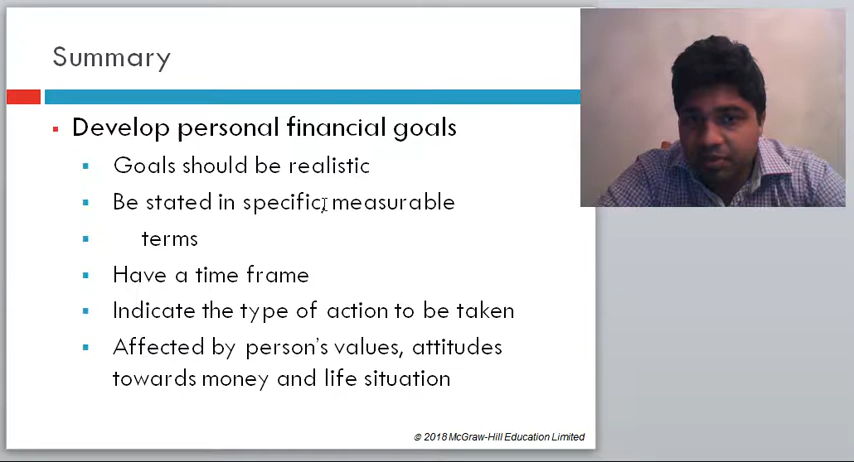 Summary
Develop personal financial goals
Goals should be realistic
Be stated in specific, measurable
terms
Have a time frame
Indicate the type of action to be taken
Affected by person's values, attitudes
towards money and life situation
© 2018 McGraw-Hill Education Limited